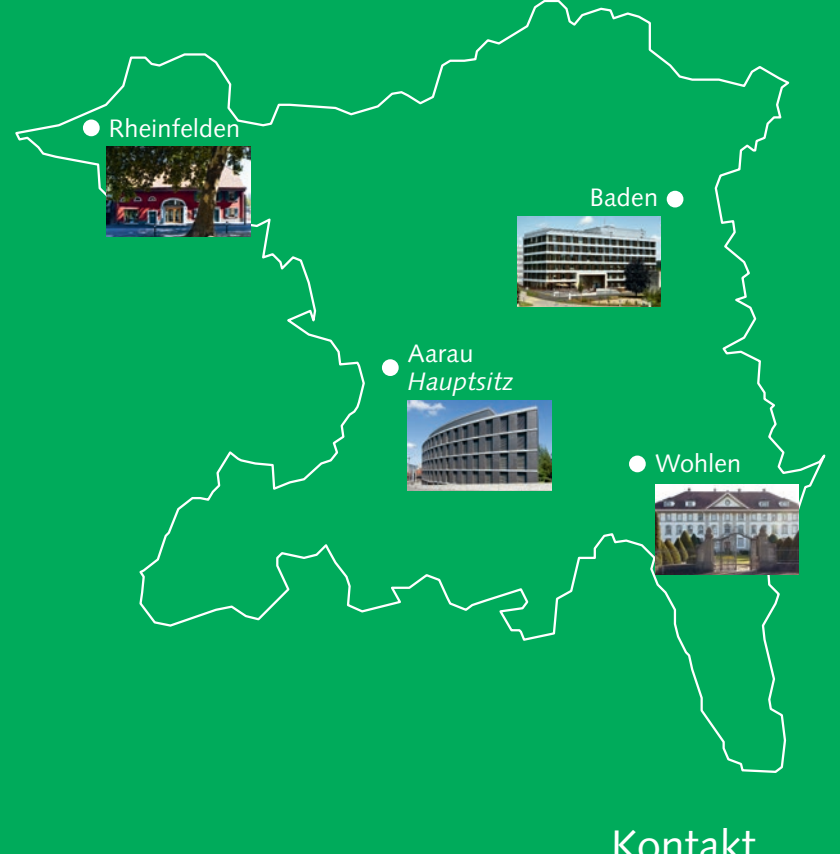 Rheinfelden
Baden
Aarau
Hauptsitz
Wohlen
Kontakt